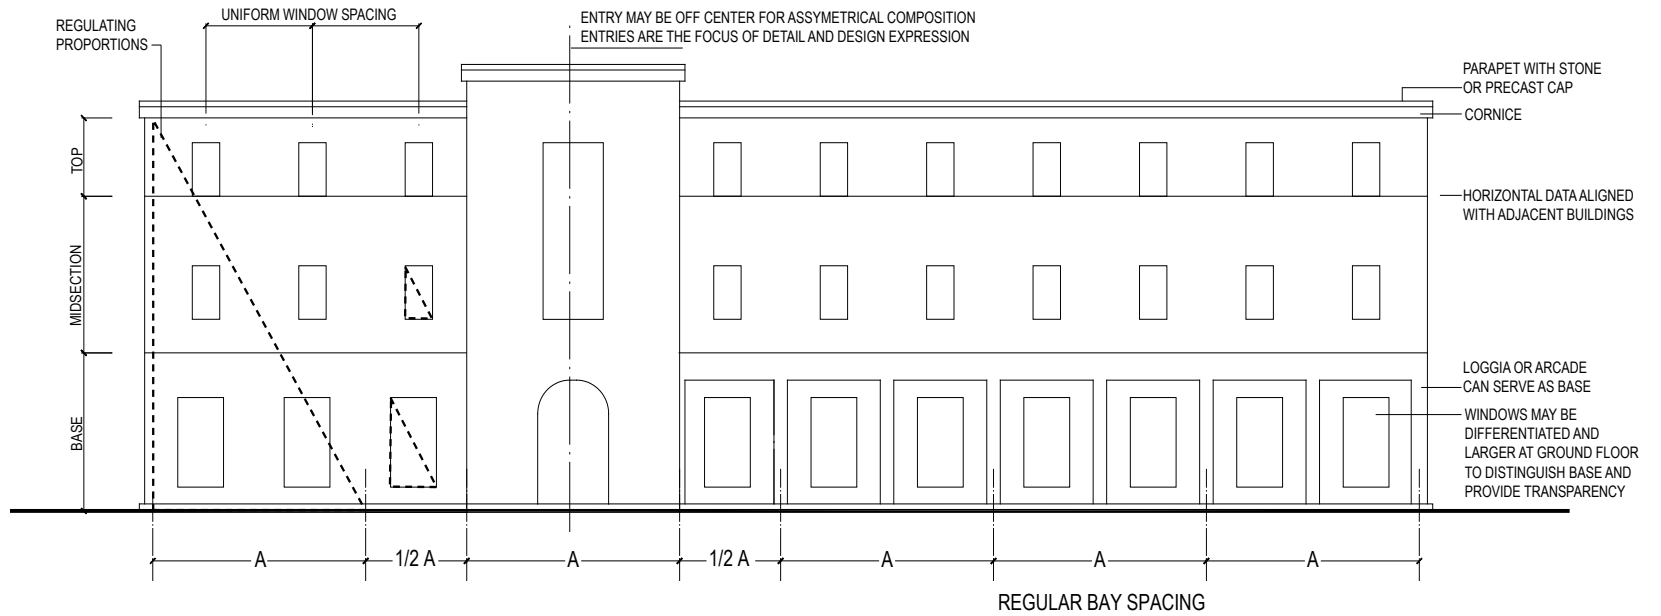 UNIFORM WINDOW SPACING
REGULATING
PROPORTIONS
ENTRY MAY BE OFF CENTER FOR ASSYMETRICAL COMPOSITION
ENTRIES ARE THE FOCUS OF DETAIL AND DESIGN EXPRESSION
PARAPET WITH STONE
OR PRECAST CAP
CORNICE
TOP
HORIZONTAL DATA ALIGNED
WITH ADJACENT BUILDINGS
MIDSECTION
LOGGIA OR ARCADE
CAN SERVE AS BASE
BASE
WINDOWS MAY BE
DIFFERENTIATED AND
LARGER AT GROUND FLOOR
TO DISTINGUISH BASE AND
PROVIDE TRANSPARENCY
A
1/2 A
A
1/2 A
A
A
A
REGULAR BAY SPACING